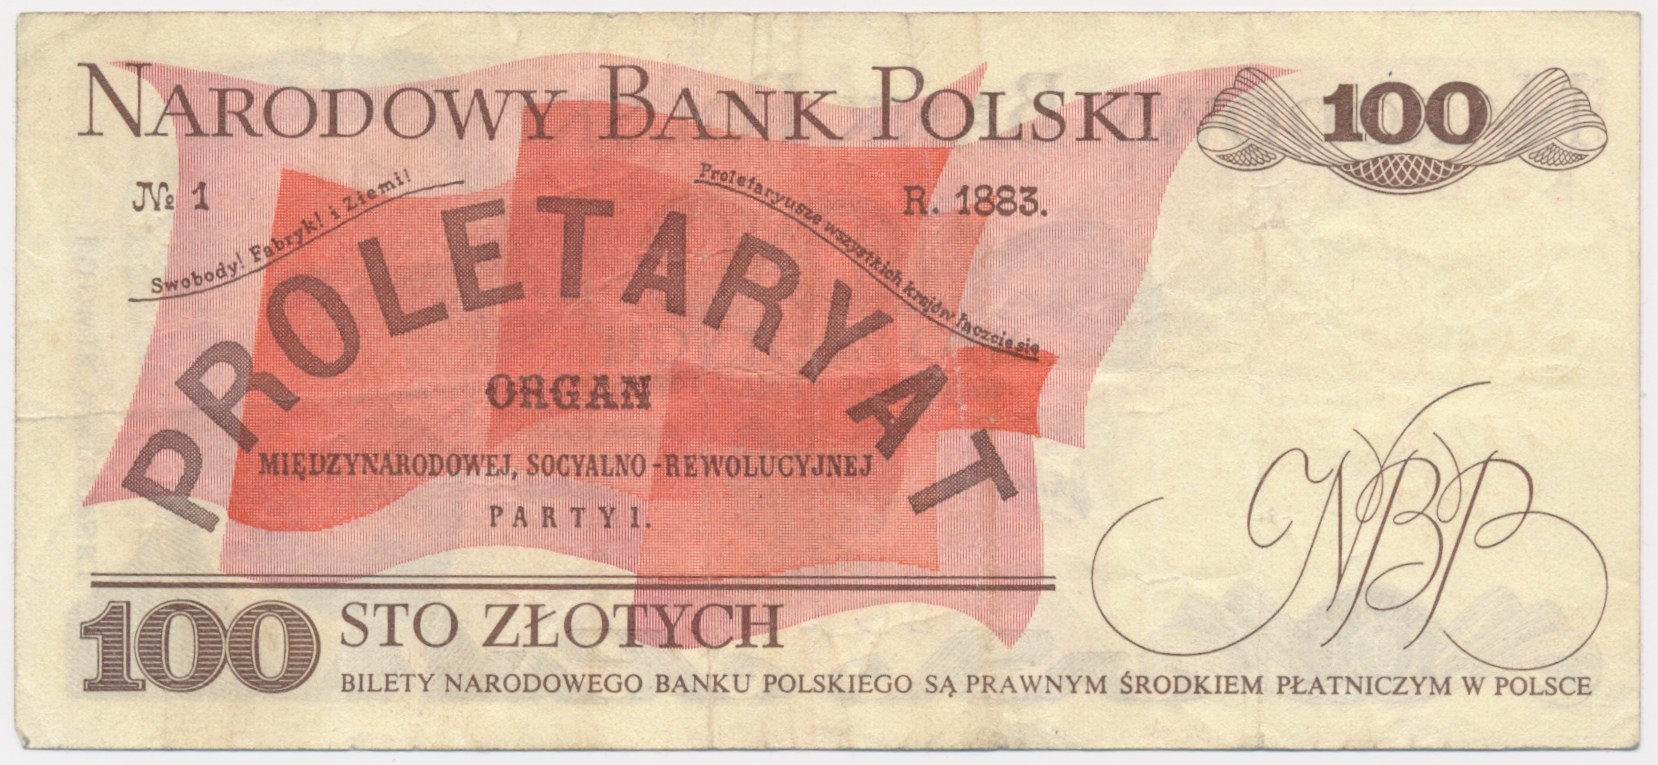 NARODOWY BANK POLSKI
100
№ 1
R. 1883.
Swobody! Fabryk! i Ziemi!
Proletaryusze wszystkich krajów łączcie się
PROLETARYAT
ORGAN
MIĘDZYNARODOWEJ, SOCYALNO-REWOLUCYJNEJ
PARTYI.
NBP
100
STO ZŁOTYCH
BILETY NARODOWEGO BANKU POLSKIEGO SĄ PRAWNYM ŚRODKIEM PŁATNICZYM W POLSCE